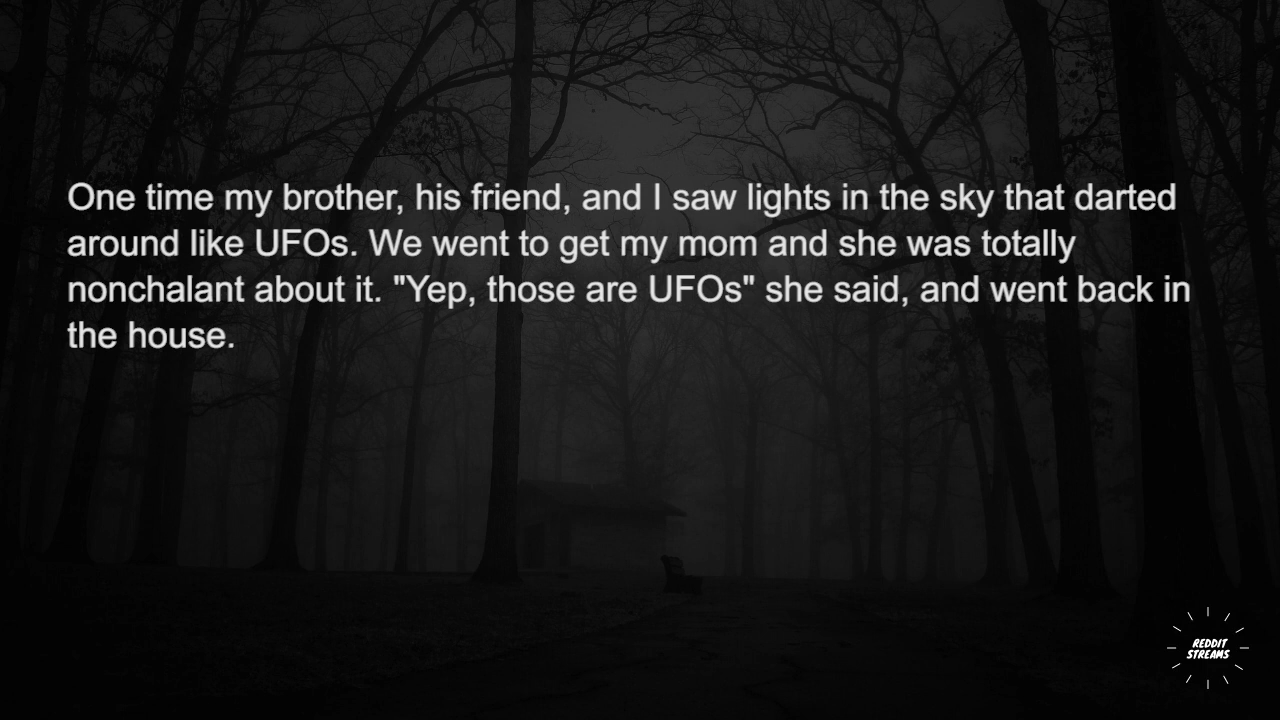 One time my brother, his friend, and I saw lights in the sky that darted
around like UFOs. We went to get my mom and she was totally
nonchalant about it. "Yep, those are UFOs" she said, and went back in
the house.
REDDIT
STREAMS